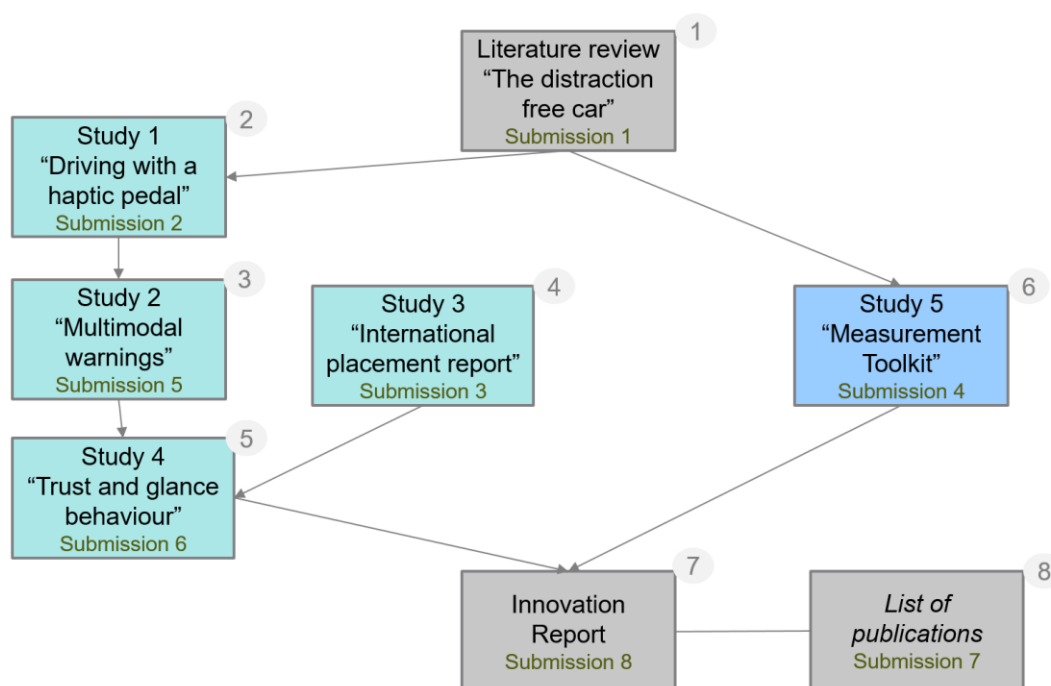 1
Literature review
“The distraction
free car”
Submission 1
2
Study 1
“Driving with a
haptic pedal”
Submission 2
3
Study 2
“Multimodal
warnings”
Submission 5
4
Study 3
“International
placement report”
Submission 3
6
Study 5
“Measurement
Toolkit”
Submission 4
5
Study 4
“Trust and glance
behaviour”
Submission 6
7
Innovation
Report
Submission 8
8
List of
publications
Submission 7